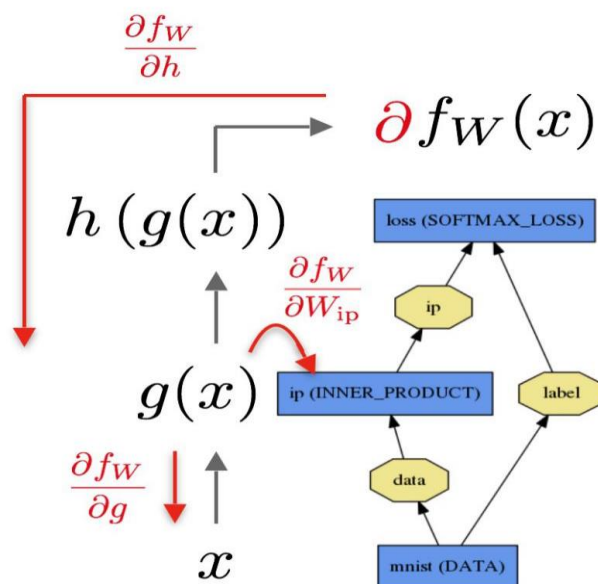 ∂f_W
∂h
∂f_W(x)
h(g(x))
loss (SOFTMAX_LOSS)
∂f_W
∂W_ip
ip
g(x)
ip (INNER_PRODUCT)
label
∂f_W
∂g
data
x
mnist (DATA)